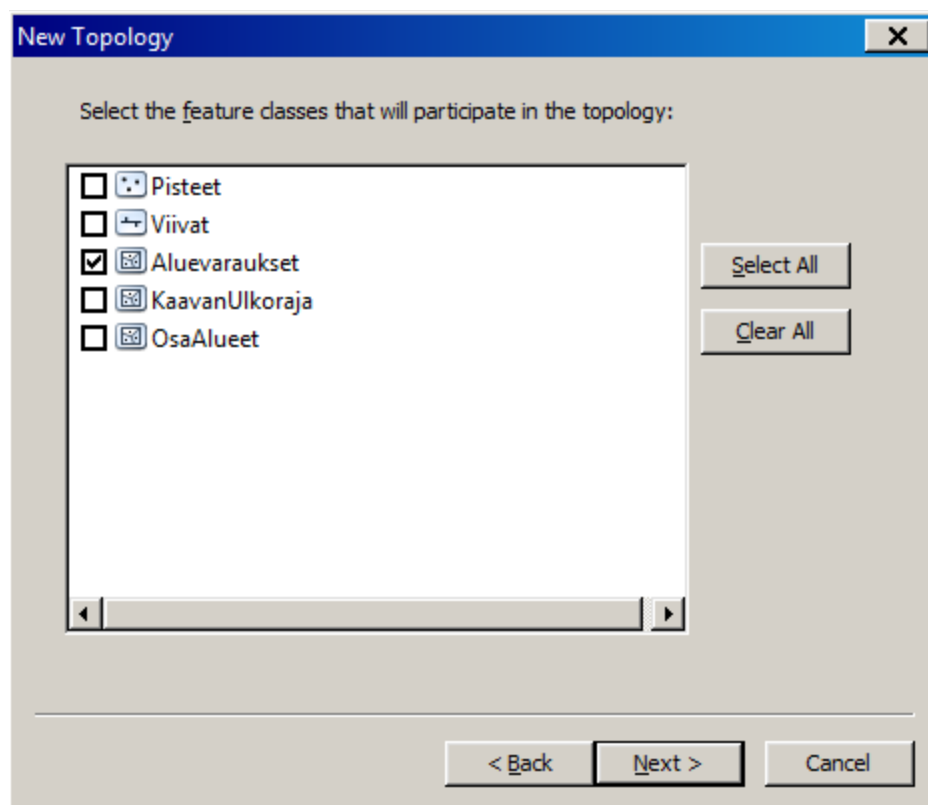 New Topology
Select the feature classes that will participate in the topology:
Pisteet
Viivat
Aluevaraukset
KaavanUlkoraja
OsaAlueet
Select All
Clear All
< Back
Next >
Cancel